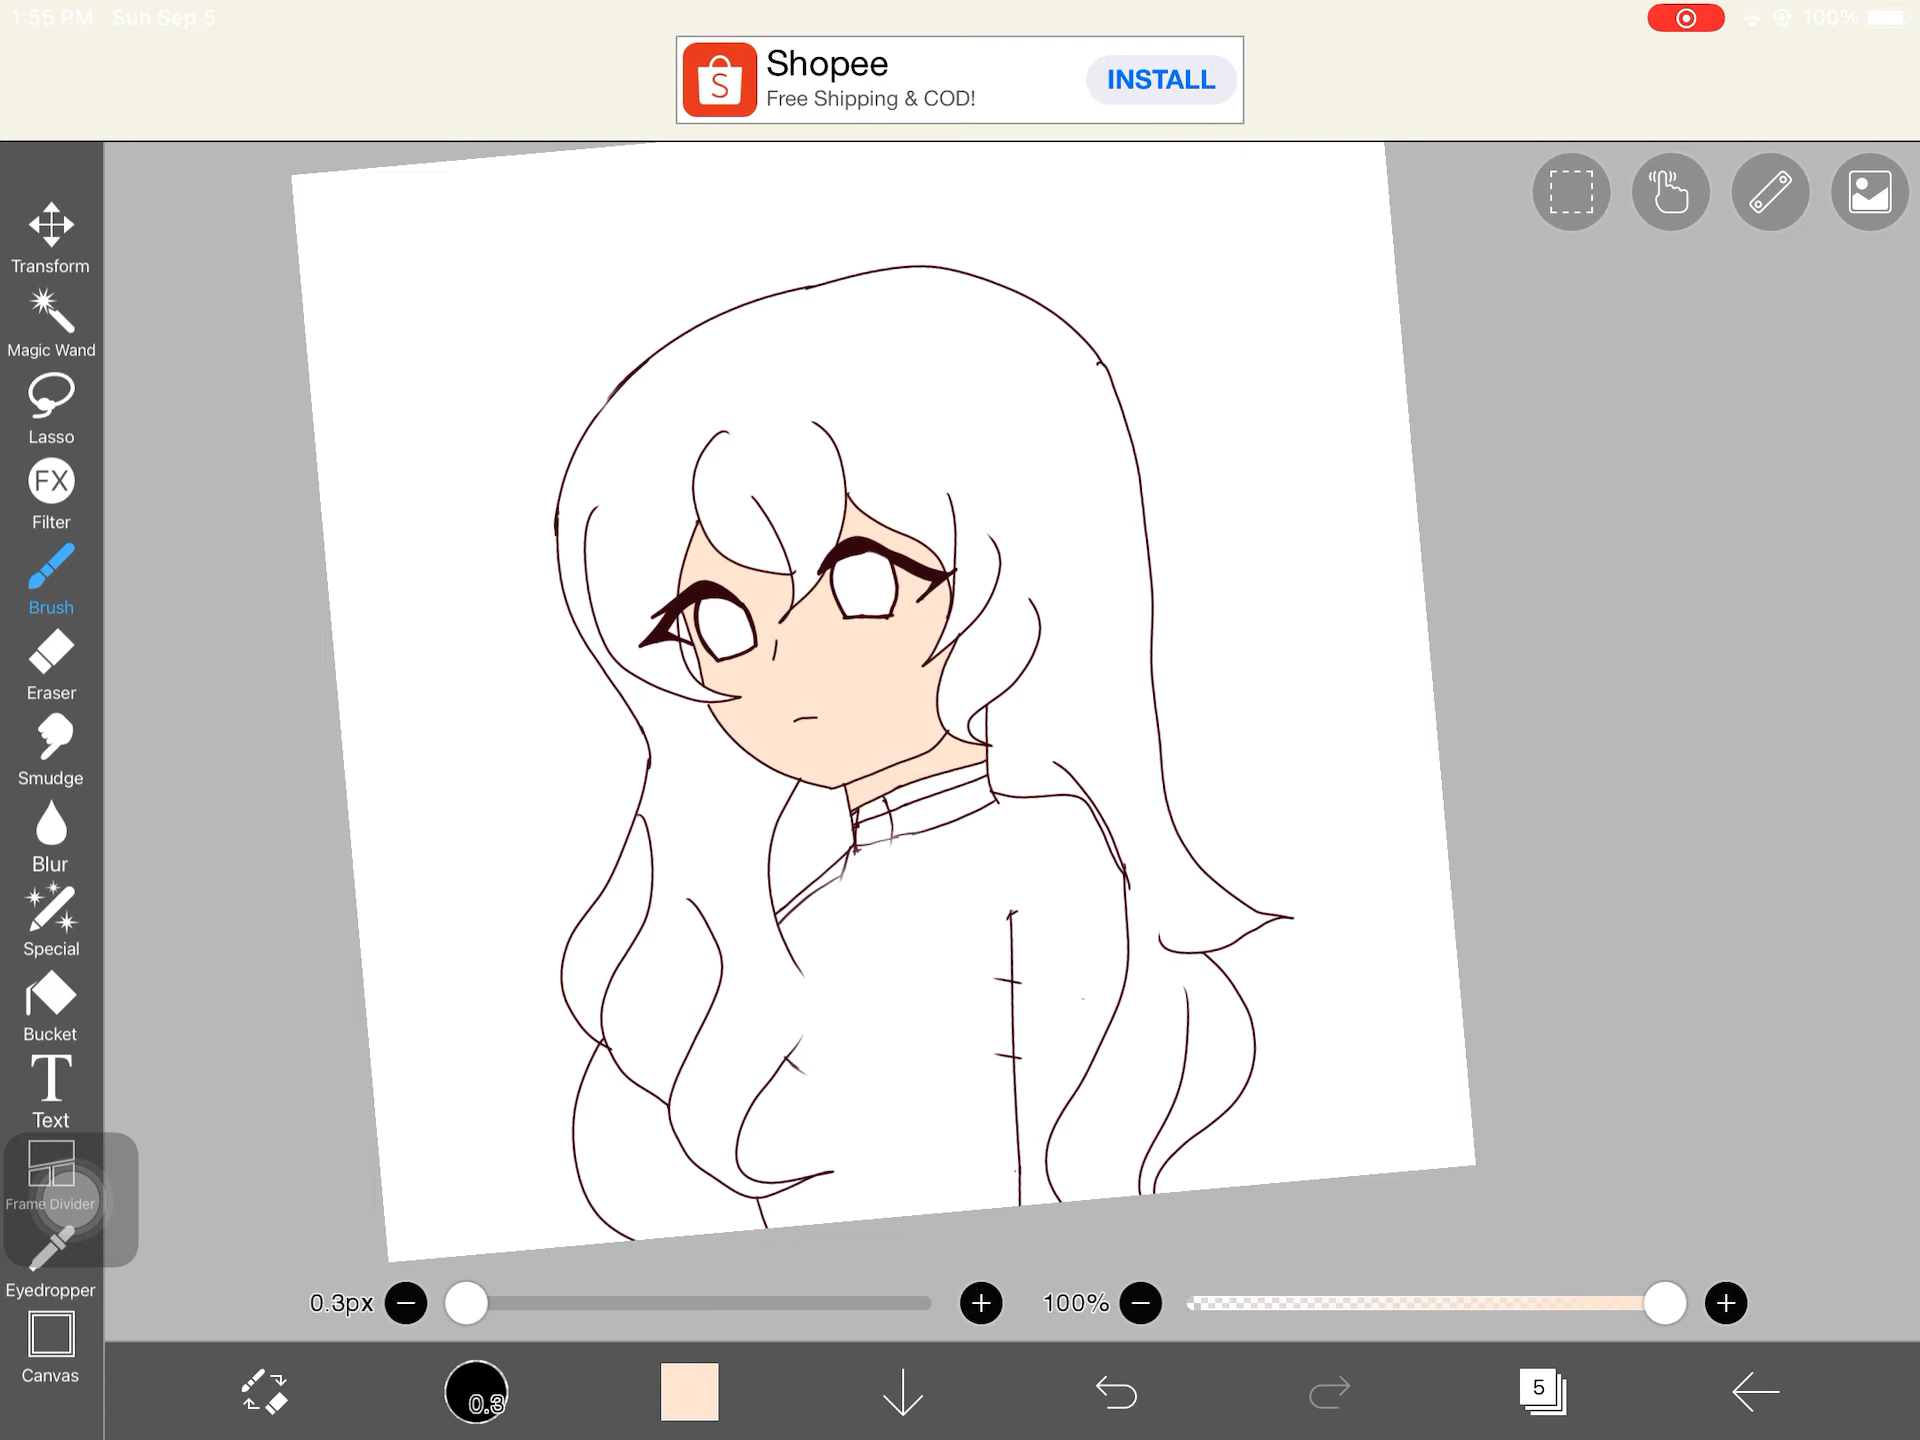 1:55 PM Sun Sep 5
100%
S
Shopee
Free Shipping & COD!
INSTALL
Transform
Magic Wand
Lasso
FX
Filter
Brush
Eraser
Smudge
Blur
Special
Bucket
T
Text
Frame Divider
Eyedropper
Canvas
0.3px
100%
0.3
5